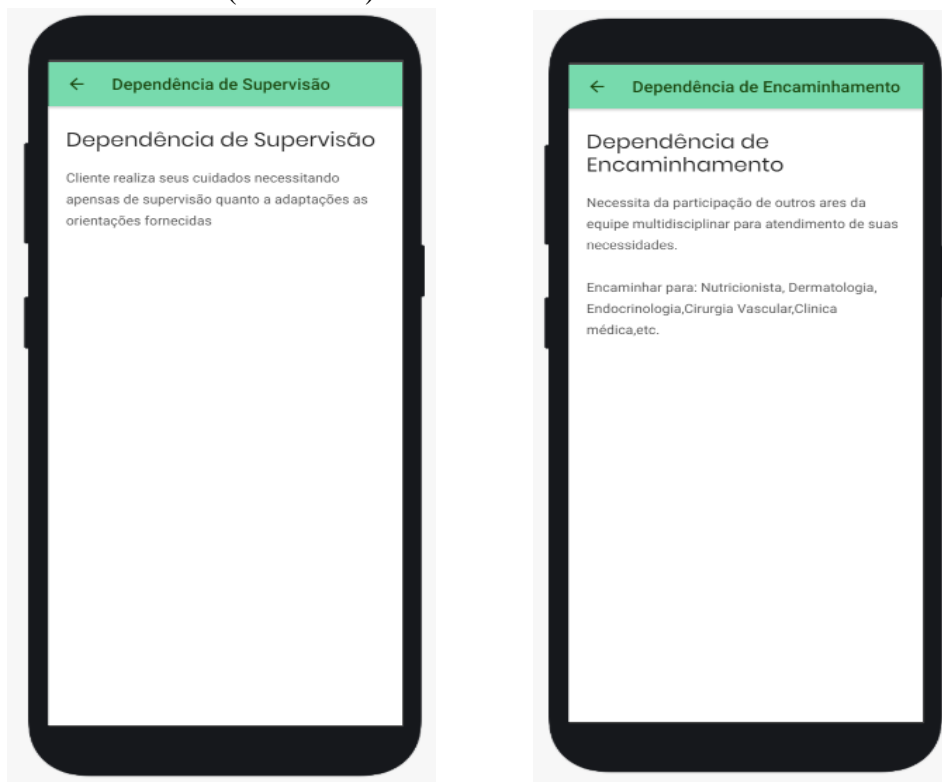 ← Dependência de Supervisão
Dependência de Supervisão
Cliente realiza seus cuidados necessitando
apensas de supervisão quanto a adaptações as
orientações fornecidas
← Dependência de Encaminhamento
Dependência de
Encaminhamento
Necessita da participação de outros ares da
equipe multidisciplinar para atendimento de suas
necessidades.
Encaminhar para: Nutricionista, Dermatologia,
Endocrinologia,Cirurgia Vascular,Clinica
médica,etc.